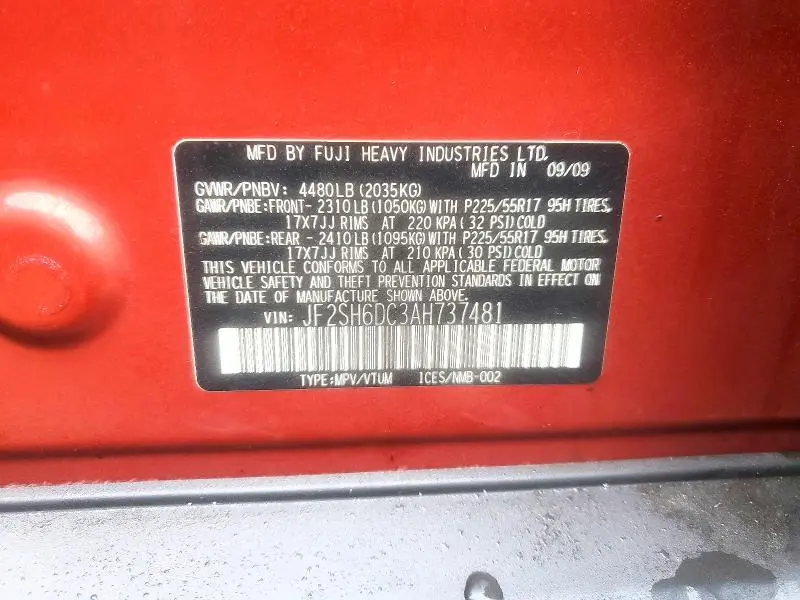 MFD BY FUJI HEAVY INDUSTRIES LTD.
MFD IN 09/09
GVWR/PNBV: 4480LB (2035KG)
GAWR/PNBE:FRONT-2310LB (1050KG) WITH P225/55R17 95H TIRES,
17X7JJ RIMS AT 220 KPA ( 32 PSI) COLD
GAWR/PNBE:REAR -2410LB (1095KG) WITH P225/55R17 95H TIRES,
17X7JJ RIMS AT 210 KPA ( 30 PSI) COLD
THIS VEHICLE CONFORMS TO ALL APPLICABLE FEDERAL MOTOR
VEHICLE SAFETY AND THEFT PREVENTION STANDARDS IN EFFECT ON
THE DATE OF MANUFACTURE SHOWN ABOVE.
VIN: JF2SH6DC3AH737481
TYPE:MPV/VTUM ICES/NMB-002